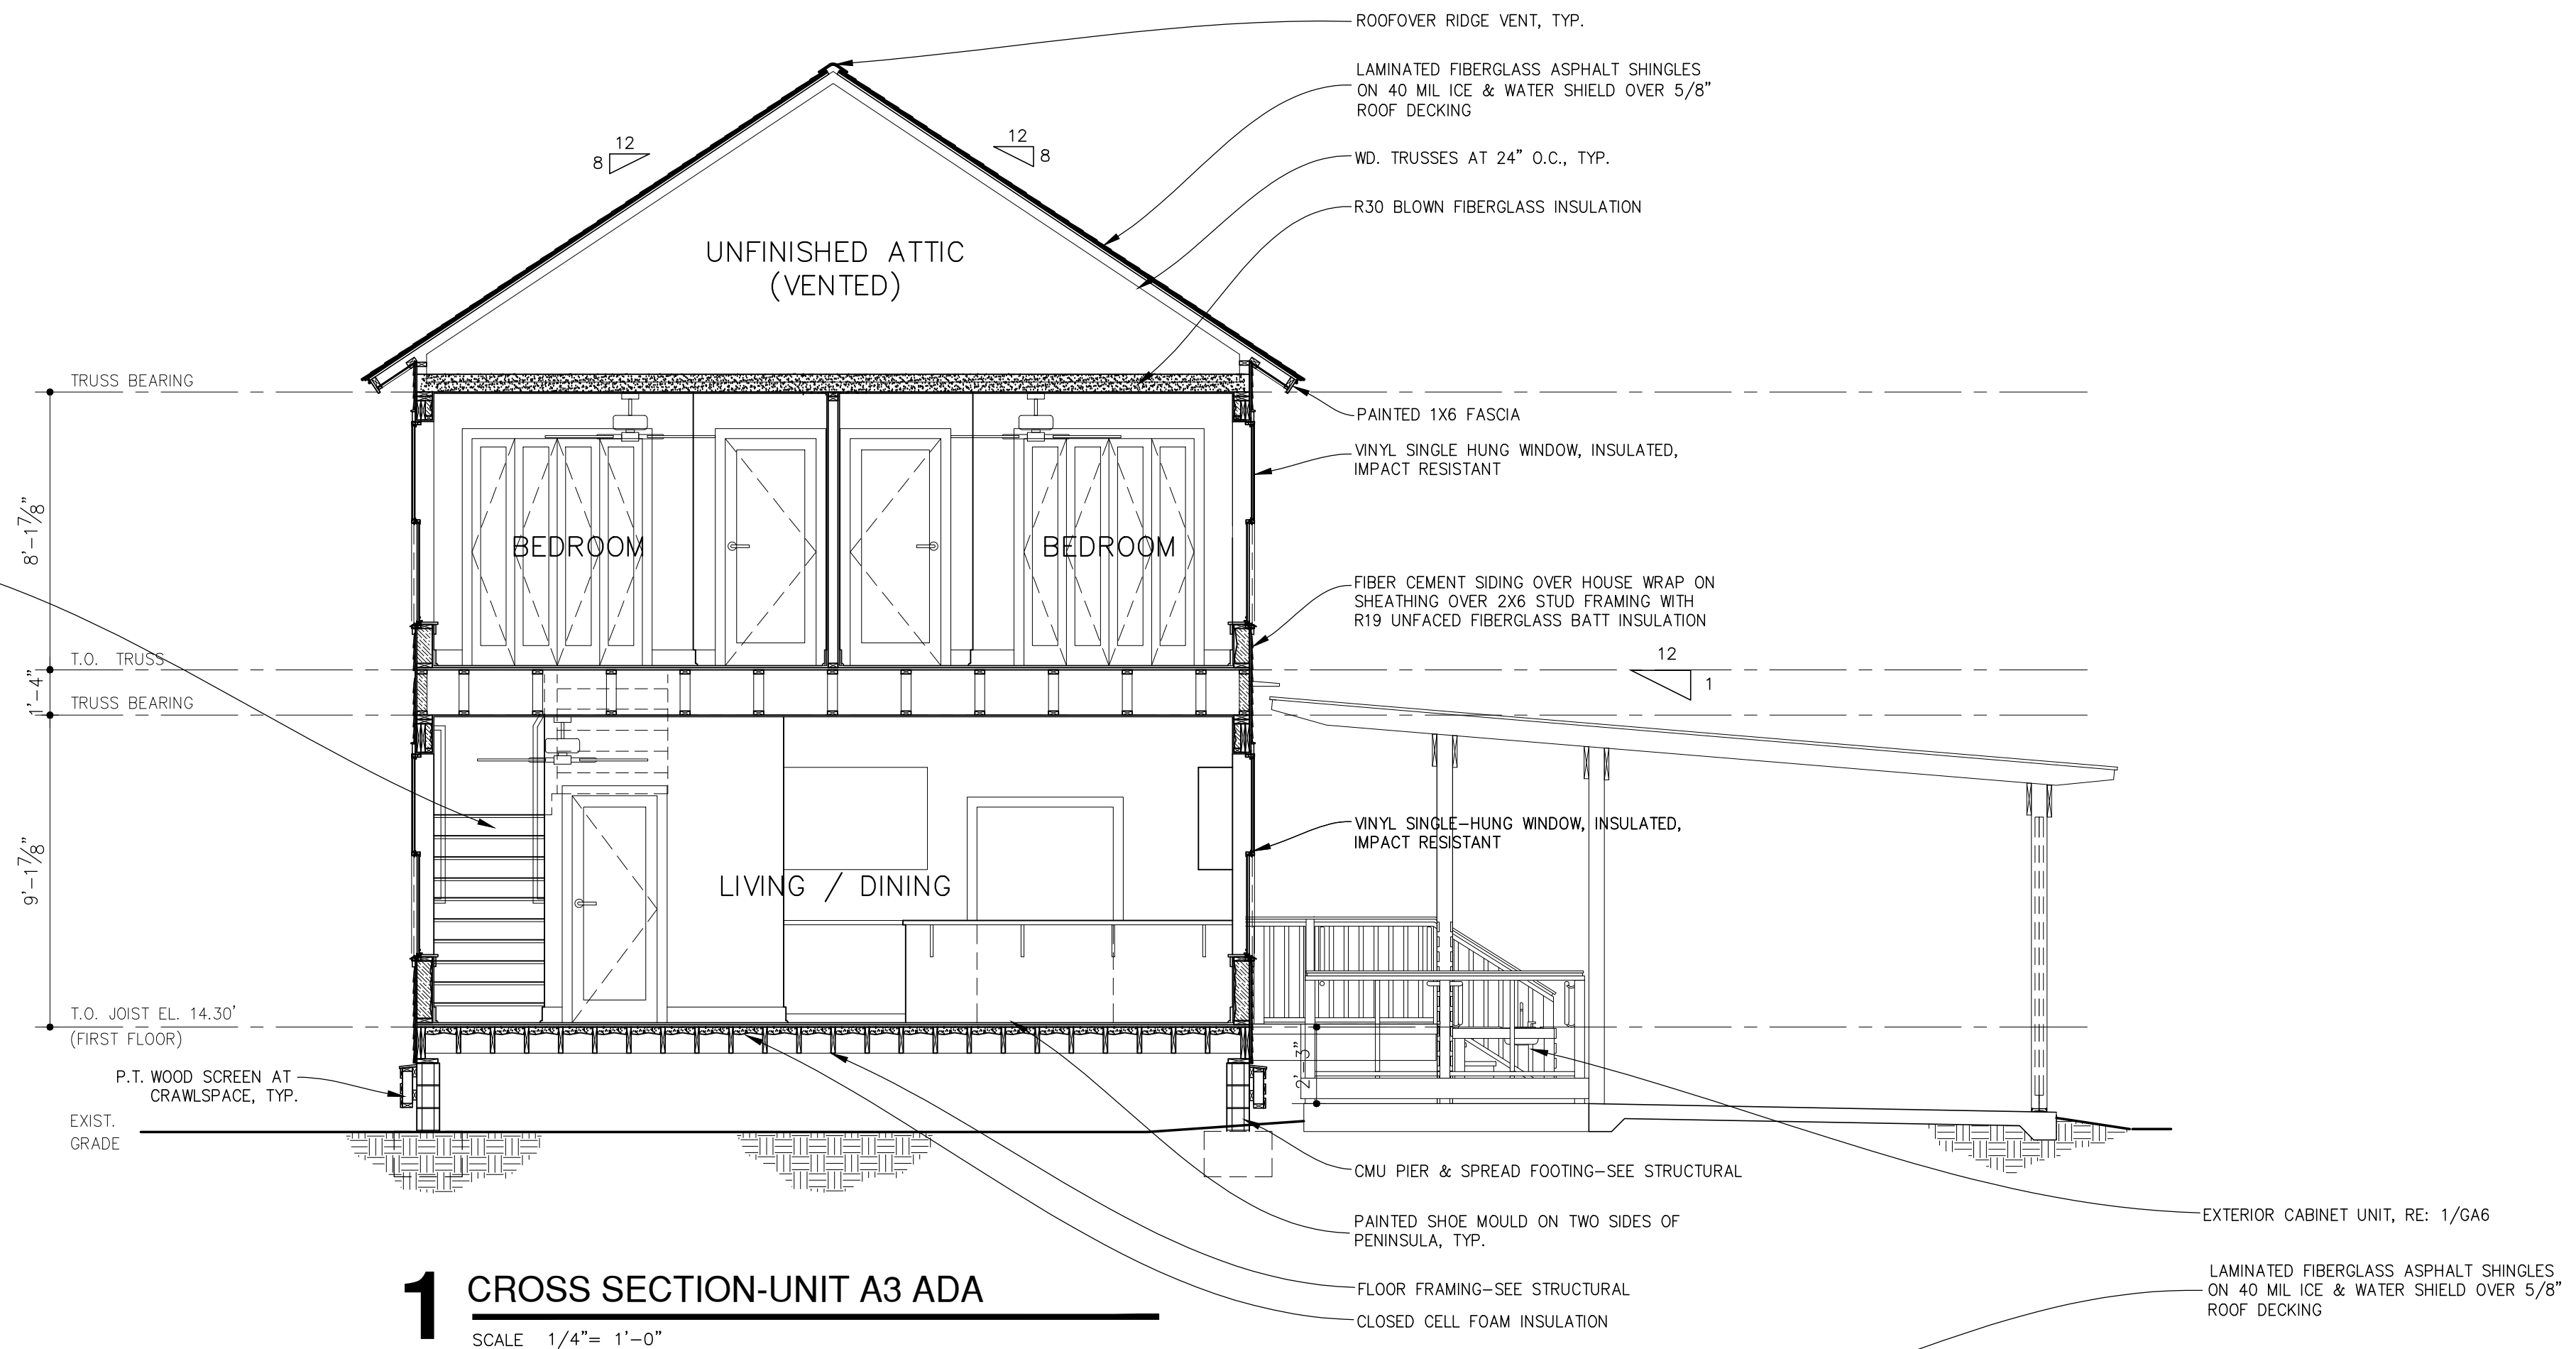 ROOFOVER RIDGE VENT, TYP.
LAMINATED FIBERGLASS ASPHALT SHINGLES
ON 40 MIL ICE & WATER SHIELD OVER 5/8"
ROOF DECKING
12
8
12
8
WD. TRUSSES AT 24" O.C., TYP.
R30 BLOWN FIBERGLASS INSULATION
UNFINISHED ATTIC
(VENTED)
TRUSS BEARING
PAINTED 1X6 FASCIA
VINYL SINGLE HUNG WINDOW, INSULATED,
IMPACT RESISTANT
8'-1 7/8"
BEDROOM
BEDROOM
FIBER CEMENT SIDING OVER HOUSE WRAP ON
SHEATHING OVER 2X6 STUD FRAMING WITH
R19 UNFACED FIBERGLASS BATT INSULATION
T.O. TRUSS
12
1
1'-4"
TRUSS BEARING
VINYL SINGLE-HUNG WINDOW, INSULATED,
IMPACT RESISTANT
9'-1 7/8"
LIVING / DINING
T.O. JOIST EL. 14.30'
(FIRST FLOOR)
2'-3"
P.T. WOOD SCREEN AT
CRAWLSPACE, TYP.
EXIST.
GRADE
CMU PIER & SPREAD FOOTING-SEE STRUCTURAL
PAINTED SHOE MOULD ON TWO SIDES OF
PENINSULA, TYP.
EXTERIOR CABINET UNIT, RE: 1/GA6
FLOOR FRAMING-SEE STRUCTURAL
CLOSED CELL FOAM INSULATION
LAMINATED FIBERGLASS ASPHALT SHINGLES
ON 40 MIL ICE & WATER SHIELD OVER 5/8"
ROOF DECKING
1 CROSS SECTION-UNIT A3 ADA
SCALE 1/4"= 1'-0"